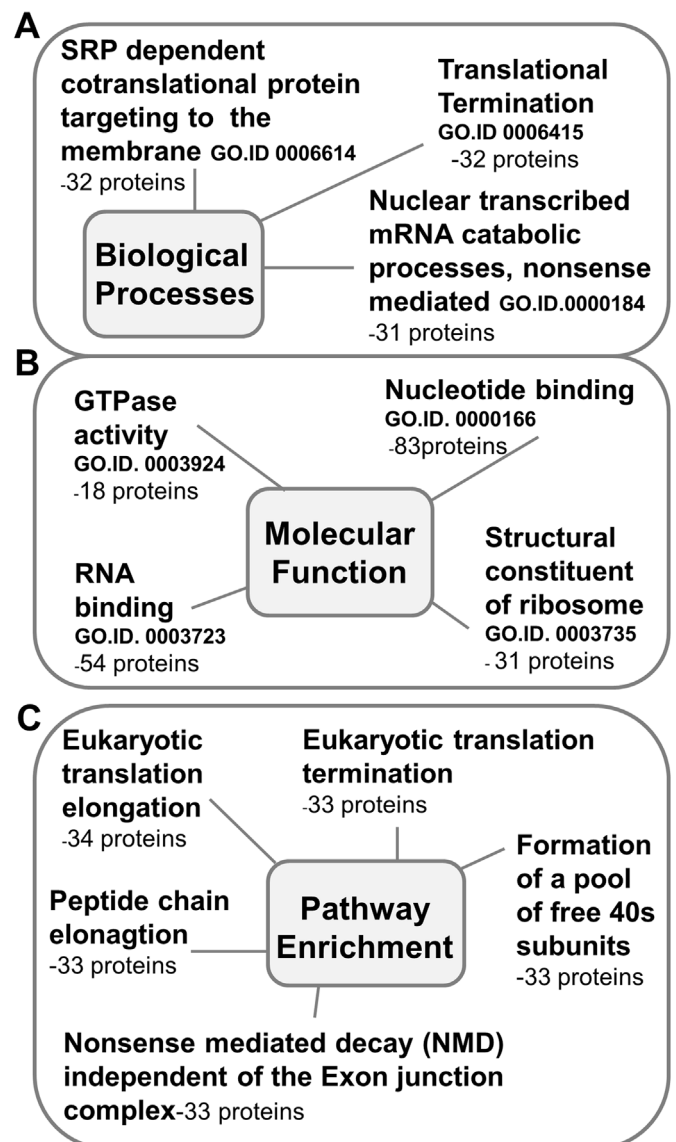 A
SRP dependent
cotranslational protein
targeting to the
membrane GO.ID 0006614
-32 proteins
Translational
Termination
GO.ID 0006415
-32 proteins
Nuclear transcribed
mRNA catabolic
processes, nonsense
mediated GO.ID.0000184
-31 proteins
Biological
Processes
B
GTPase
activity
GO.ID. 0003924
-18 proteins
Nucleotide binding
GO.ID. 0000166
-83proteins
Molecular
Function
RNA
binding
GO.ID. 0003723
-54 proteins
Structural
constituent
of ribosome
GO.ID. 0003735
- 31 proteins
C
Eukaryotic
translation
elongation
-34 proteins
Eukaryotic translation
termination
-33 proteins
Formation
of a pool
of free 40s
subunits
-33 proteins
Peptide chain
elonagtion
-33 proteins
Pathway
Enrichment
Nonsense mediated decay (NMD)
independent of the Exon junction
complex-33 proteins